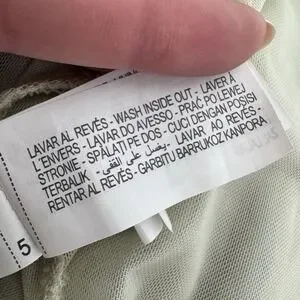 LAVAR AL REVÉS - WASH INSIDE OUT - LAVER À
L'ENVERS - LAVAR DO AVESSO - PRAĆ PO LEWEJ
STRONIE - SPĂLAȚI PE DOS - CUCI DENGAN POSISI
TERBALIK - يغسل على القفى - LAVAR AO REVÉS -
RENTAR AL REVÉS - GARBITU BARRUKOZ KANPORA
5